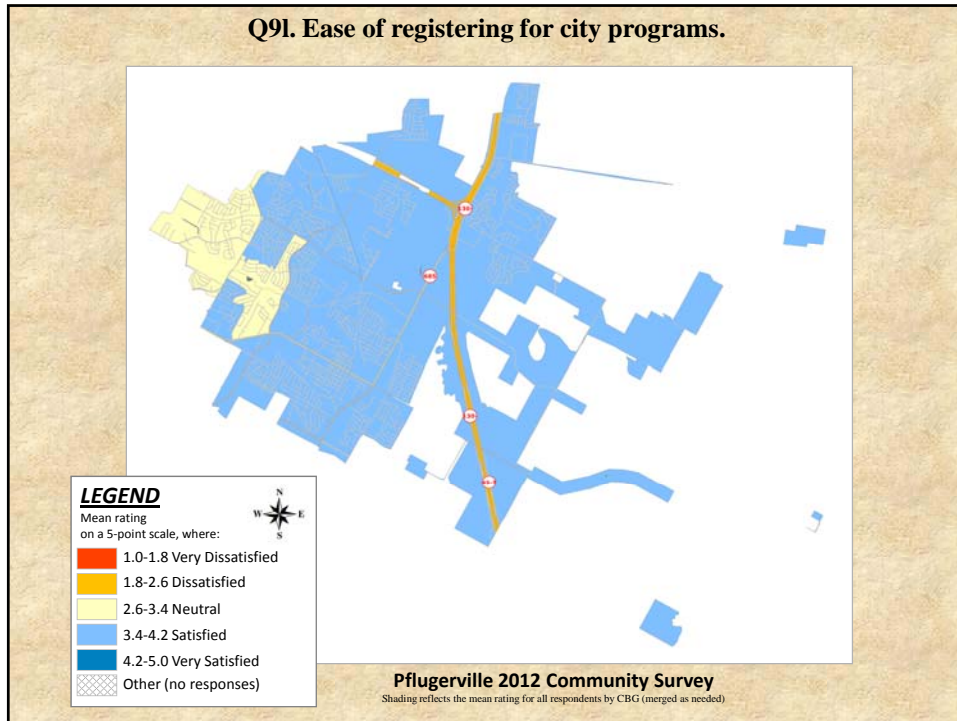 Q9l. Ease of registering for city programs.
685
LEGEND
Mean rating
on a 5-point scale, where:
N
W E
S
1.0-1.8 Very Dissatisfied
1.8-2.6 Dissatisfied
2.6-3.4 Neutral
3.4-4.2 Satisfied
4.2-5.0 Very Satisfied
Other (no responses)
Pflugerville 2012 Community Survey
Shading reflects the mean rating for all respondents by CBG (merged as needed)